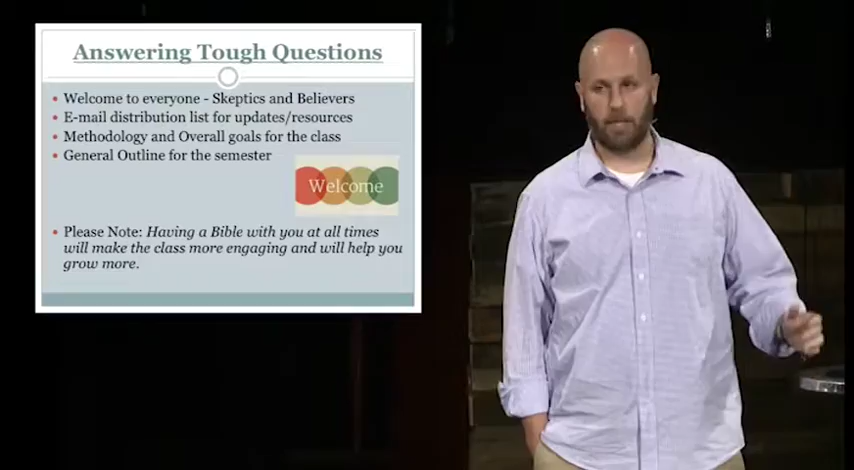 Answering Tough Questions
• Welcome to everyone - Skeptics and Believers
• E-mail distribution list for updates/resources
• Methodology and Overall goals for the class
• General Outline for the semester
Welcome
• Please Note: Having a Bible with you at all times
will make the class more engaging and will help you
grow more.